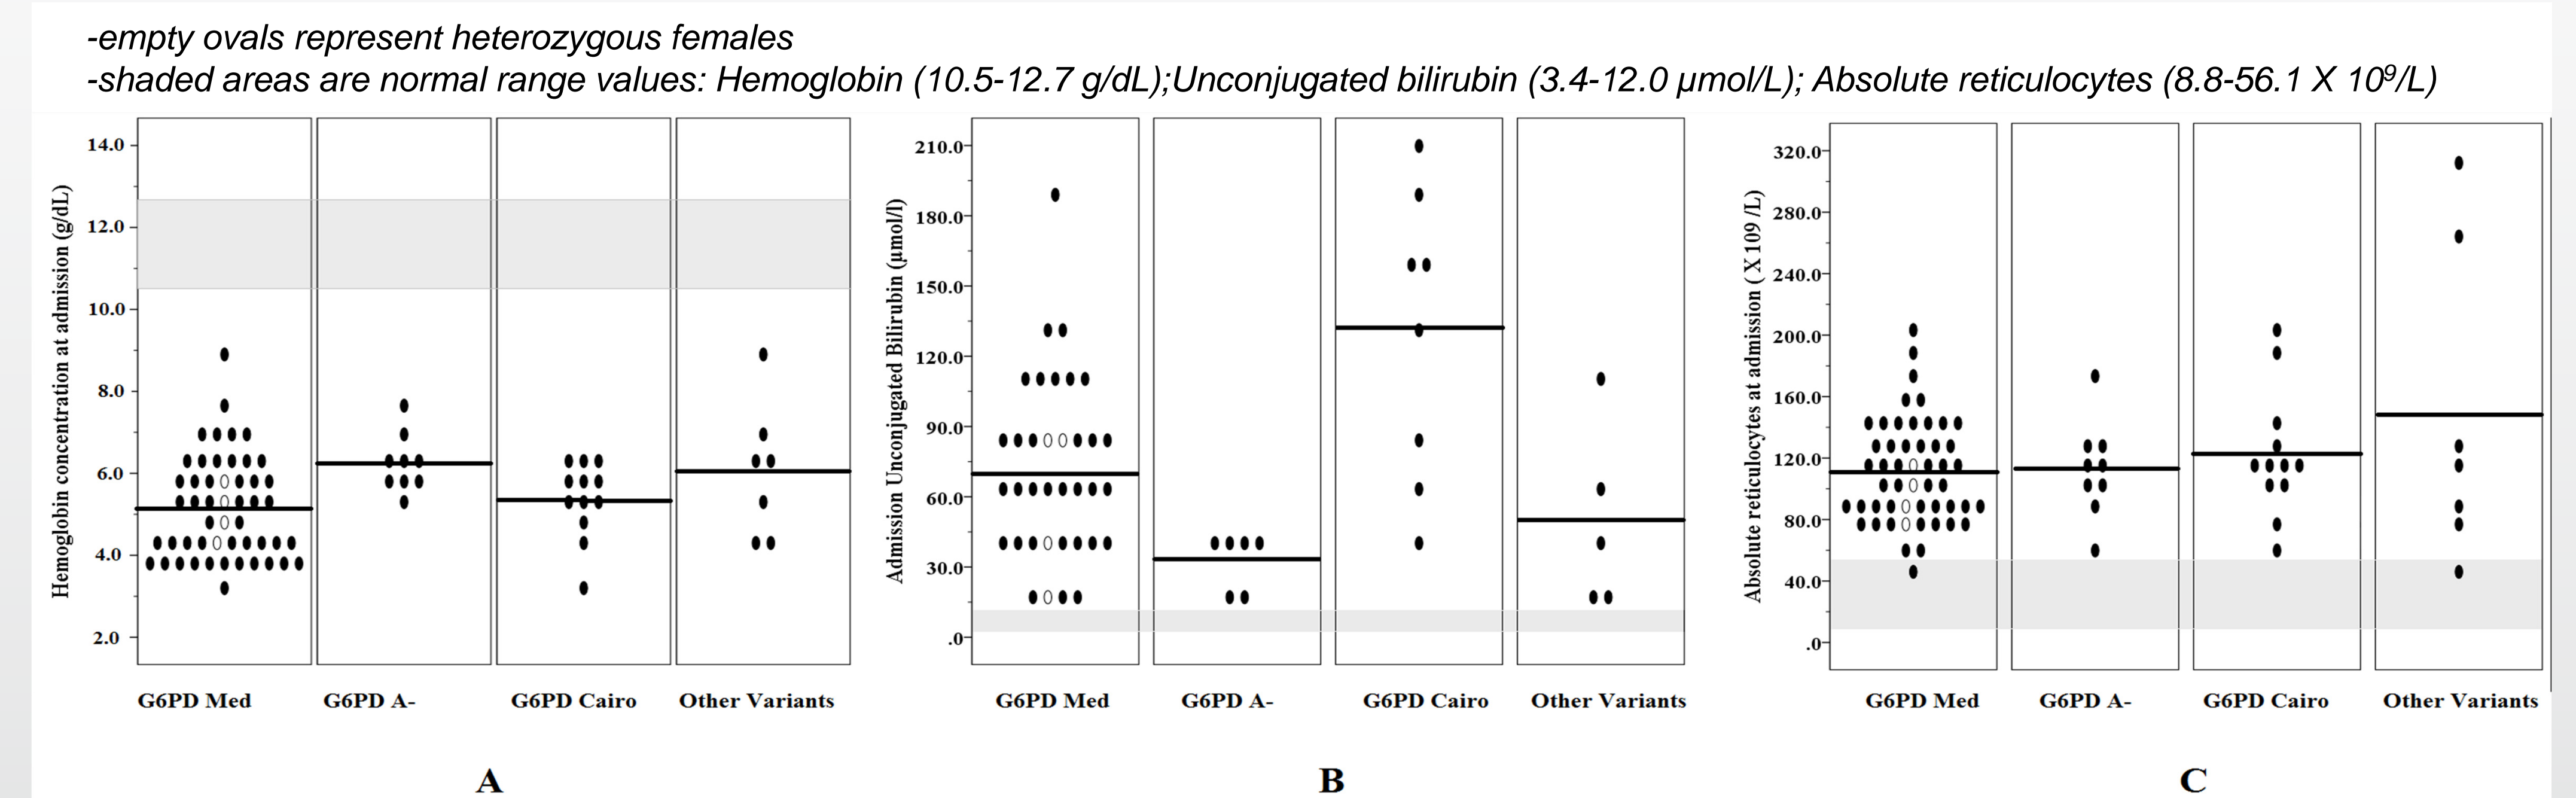 -empty ovals represent heterozygous females
-shaded areas are normal range values: Hemoglobin (10.5-12.7 g/dL);Unconjugated bilirubin (3.4-12.0 µmol/L); Absolute reticulocytes (8.8-56.1 X 10⁹/L)
Hemoglobin concentration at admission (g/dL)
14.0
12.0
10.0
8.0
6.0
4.0
2.0
G6PD Med
G6PD A-
G6PD Cairo
Other Variants
A
Admission Unconjugated Bilirubin (µmol/l)
210.0
180.0
150.0
120.0
90.0
60.0
30.0
.0
G6PD Med
G6PD A-
G6PD Cairo
Other Variants
B
Absolute reticulocytes at admission ( X 109 /L)
320.0
280.0
240.0
200.0
160.0
120.0
80.0
40.0
.0
G6PD Med
G6PD A-
G6PD Cairo
Other Variants
C